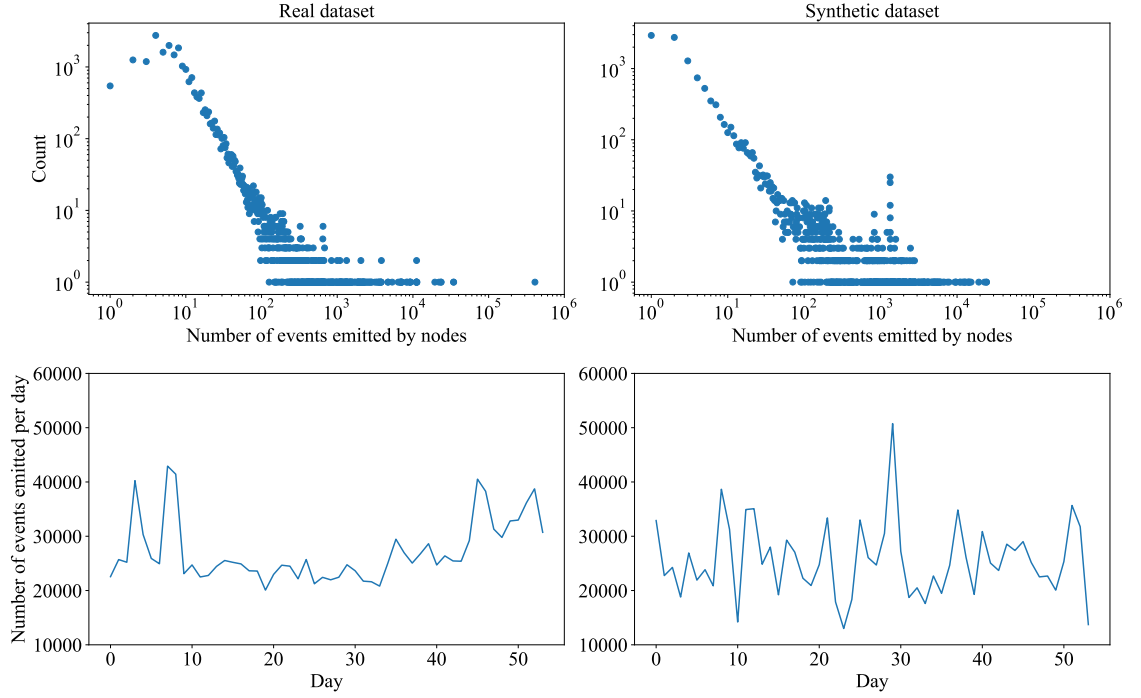 Real dataset
Synthetic dataset
Count
10^3
10^2
10^1
10^0
10^0 10^1 10^2 10^3 10^4 10^5 10^6
Number of events emitted by nodes
10^3
10^2
10^1
10^0
10^0 10^1 10^2 10^3 10^4 10^5 10^6
Number of events emitted by nodes
Number of events emitted per day
60000
50000
40000
30000
20000
10000
0 10 20 30 40 50
Day
60000
50000
40000
30000
20000
10000
0 10 20 30 40 50
Day